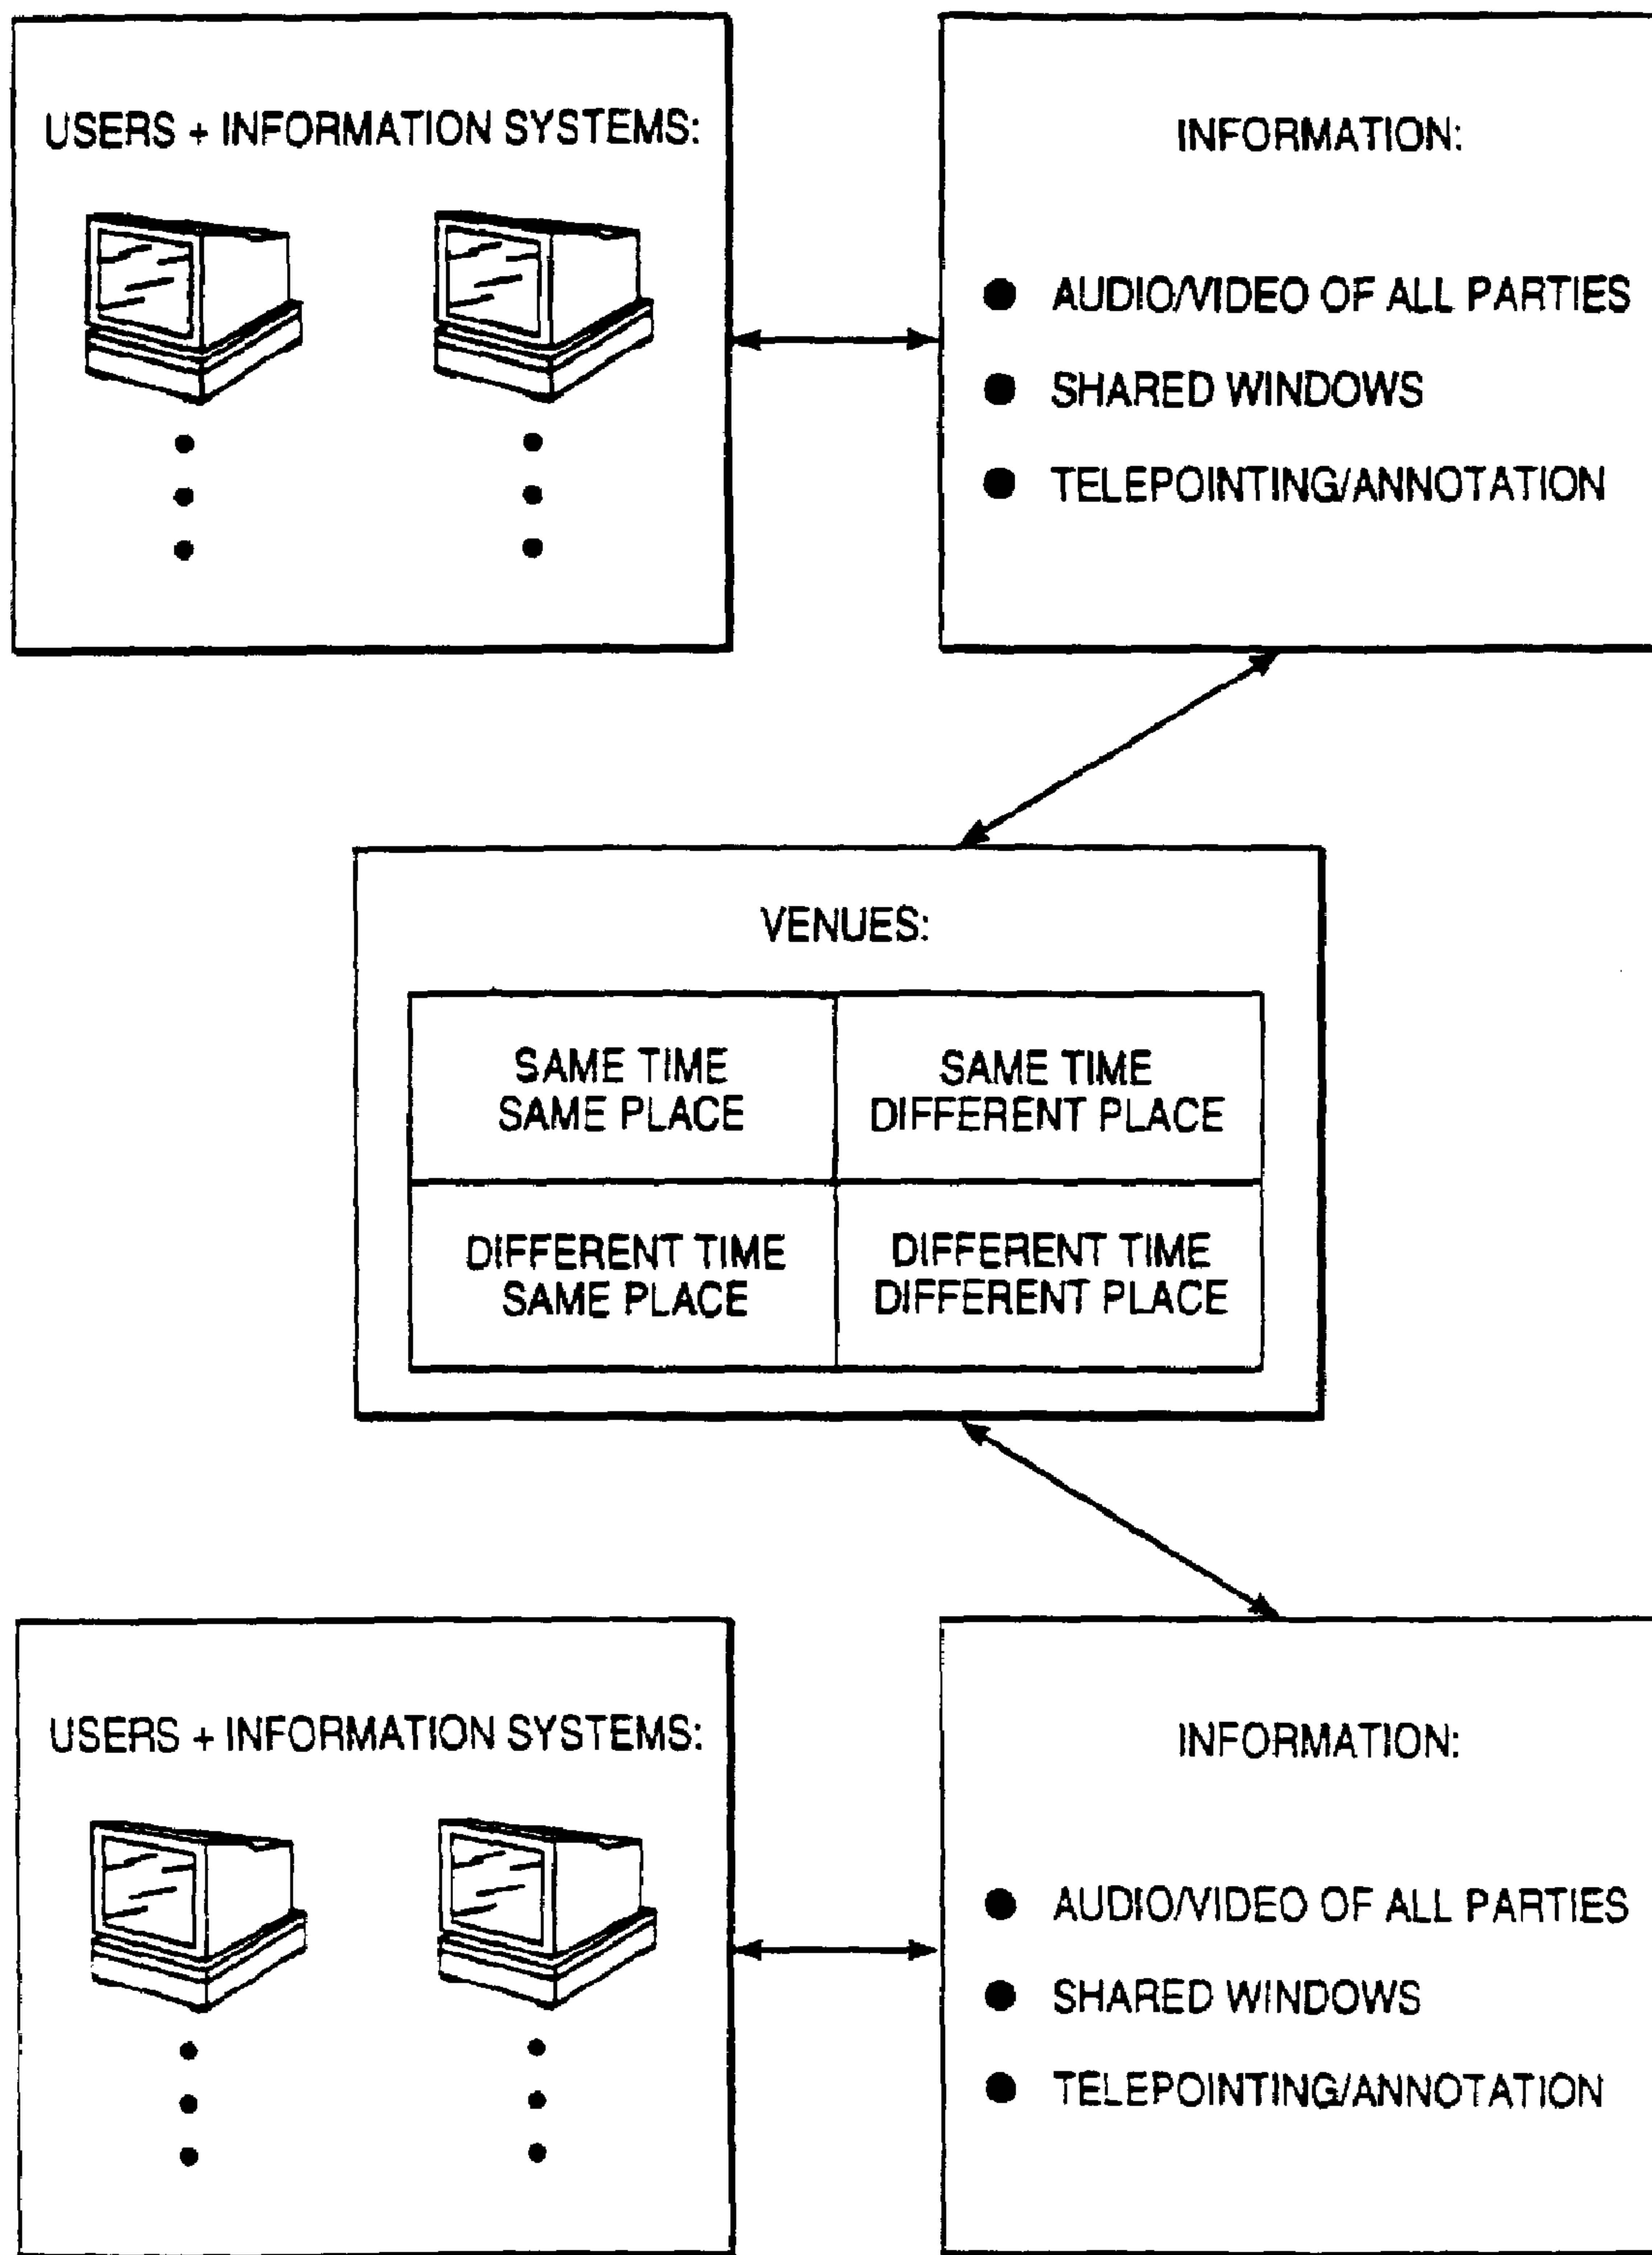 USERS + INFORMATION SYSTEMS:
INFORMATION:
● AUDIO/VIDEO OF ALL PARTIES
● SHARED WINDOWS
● TELEPOINTING/ANNOTATION
VENUES:
SAME TIME
SAME PLACE
SAME TIME
DIFFERENT PLACE
DIFFERENT TIME
SAME PLACE
DIFFERENT TIME
DIFFERENT PLACE
USERS + INFORMATION SYSTEMS:
INFORMATION:
● AUDIO/VIDEO OF ALL PARTIES
● SHARED WINDOWS
● TELEPOINTING/ANNOTATION